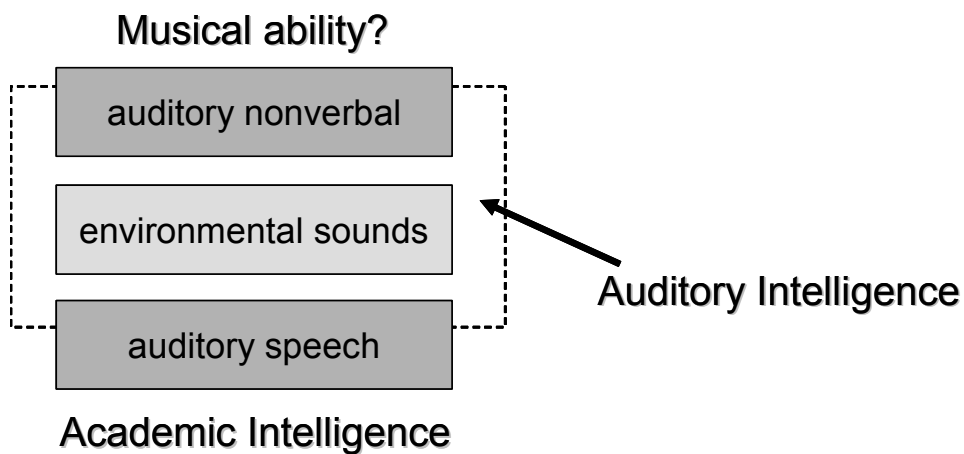 Musical ability?
auditory nonverbal
environmental sounds
Auditory Intelligence
auditory speech
Academic Intelligence